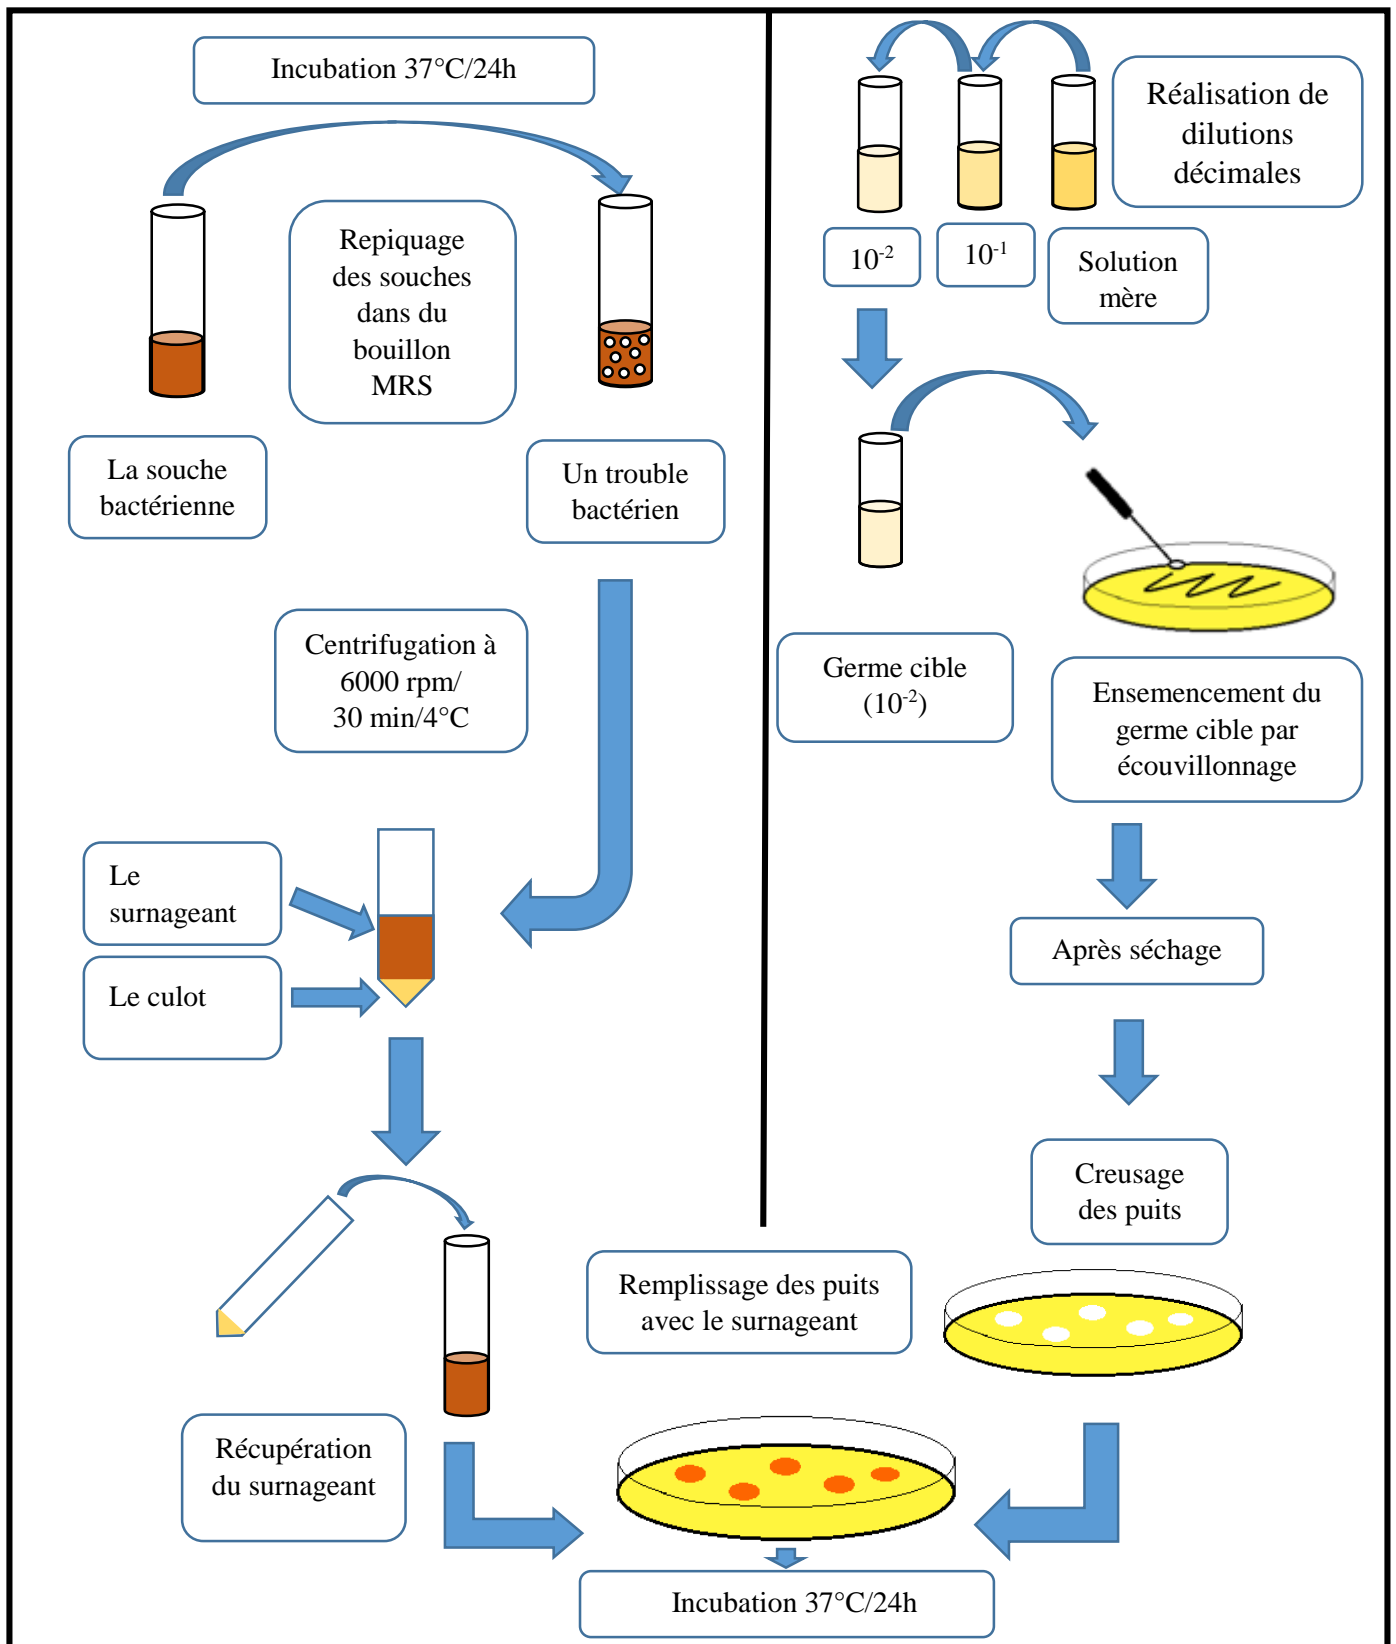 Incubation 37°C/24h
Repiquage
des souches
dans du
bouillon
MRS
La souche
bactérienne
Un trouble
bactérien
Centrifugation à
6000 rpm/
30 min/4°C
Le
surnageant
Le culot
Récupération
du surnageant
Réalisation de
dilutions
décimales
10⁻²
10⁻¹
Solution
mère
Germe cible
(10⁻²)
Ensemencement du
germe cible par
écouvillonnage
Après séchage
Creusage
des puits
Remplissage des puits
avec le surnageant
Incubation 37°C/24h